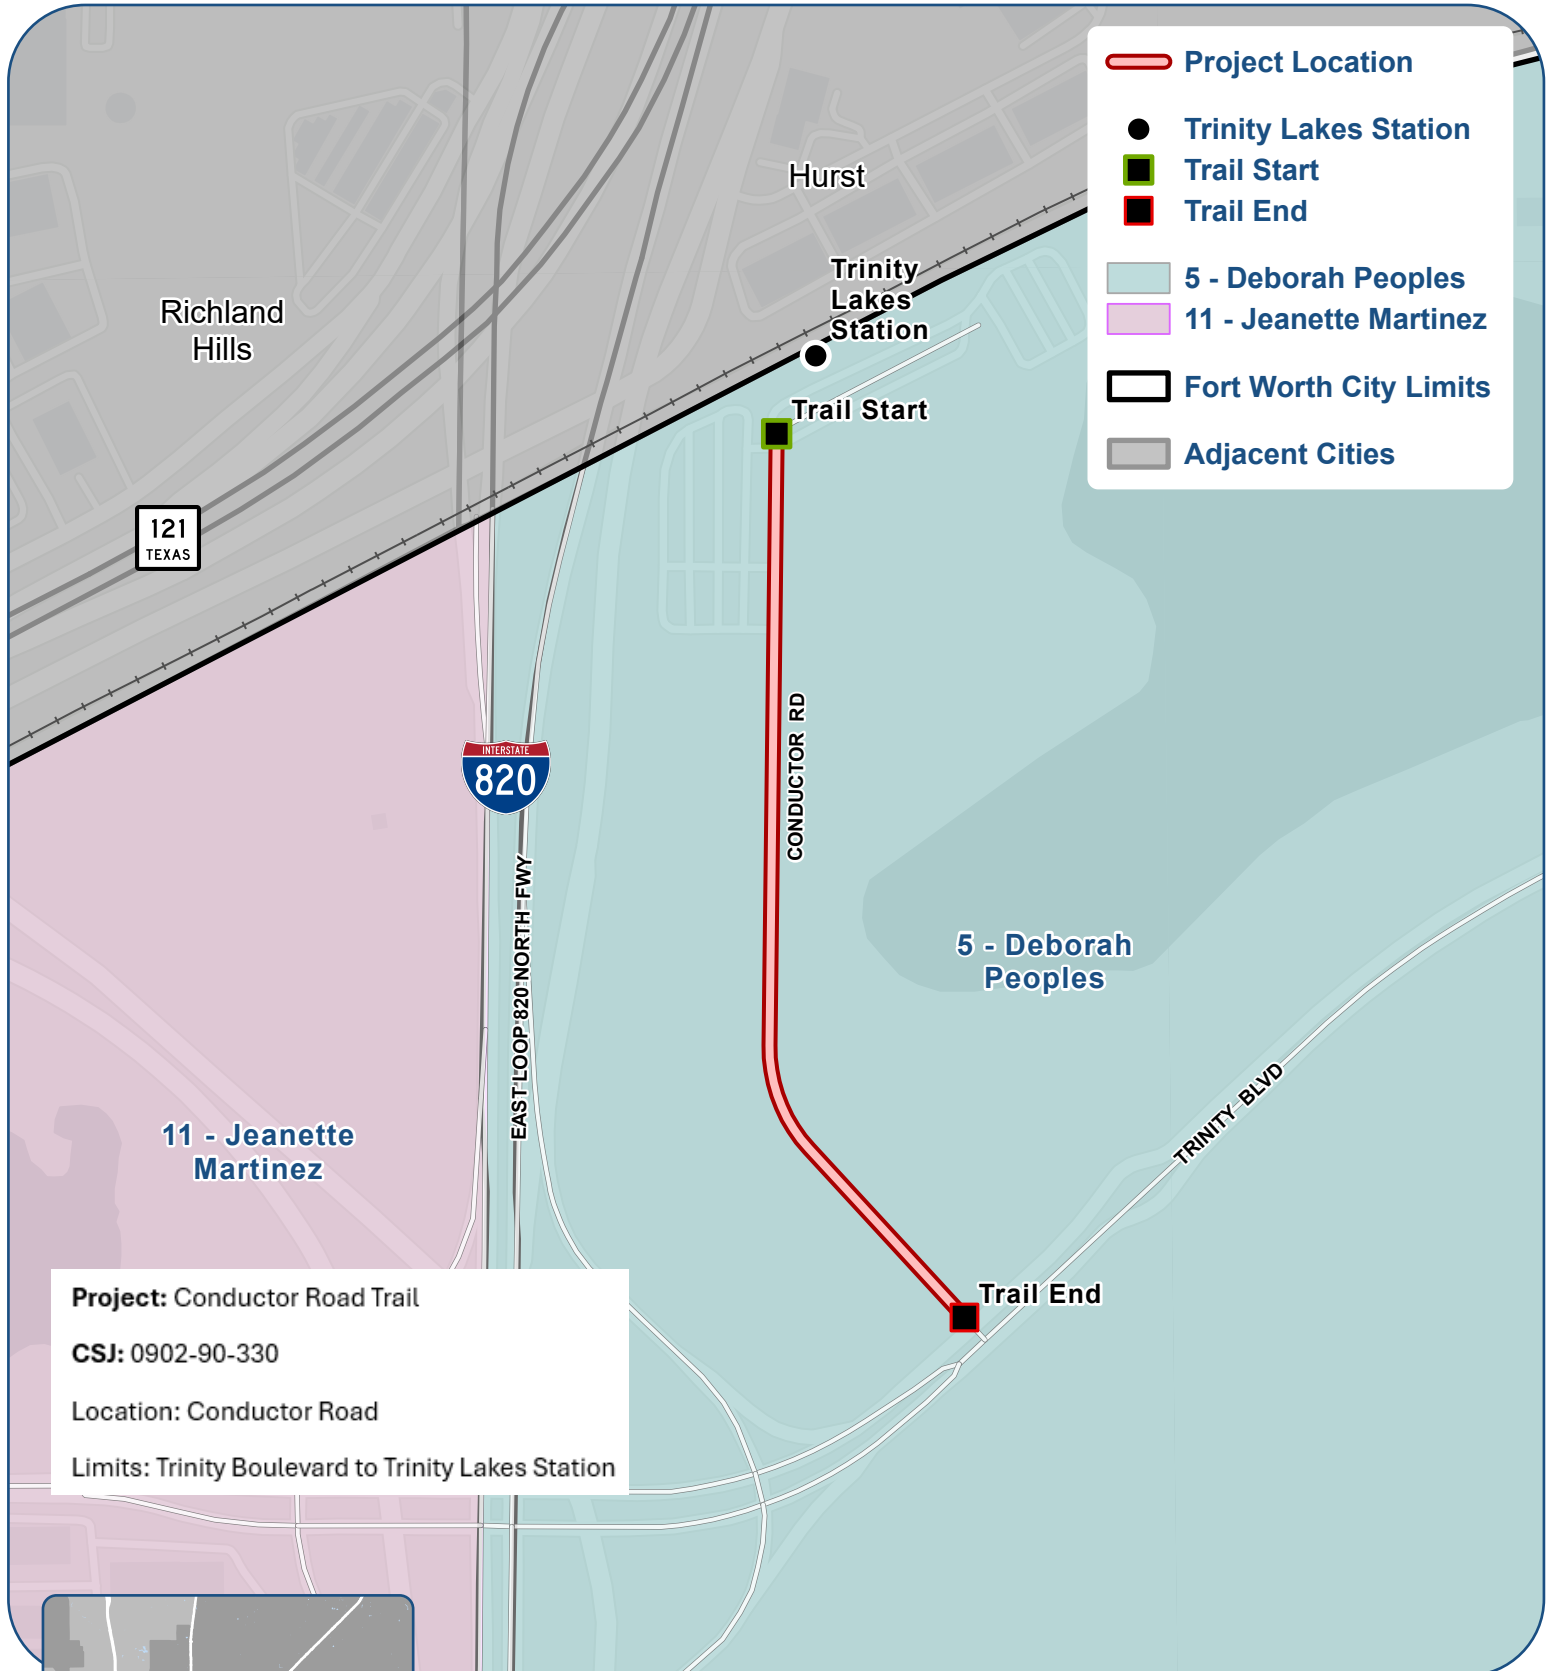 Project Location
Trinity Lakes Station
Trail Start
Trail End
5 - Deborah Peoples
11 - Jeanette Martinez
Fort Worth City Limits
Adjacent Cities
Hurst
Richland
Hills
Trinity
Lakes
Station
Trail Start
121
TEXAS
CONDUCTOR RD
INTERSTATE
820
EAST LOOP 820 NORTH FWY
5 - Deborah
Peoples
TRINITY BLVD
11 - Jeanette
Martinez
Trail End
Project: Conductor Road Trail
CSJ: 0902-90-330
Location: Conductor Road
Limits: Trinity Boulevard to Trinity Lakes Station